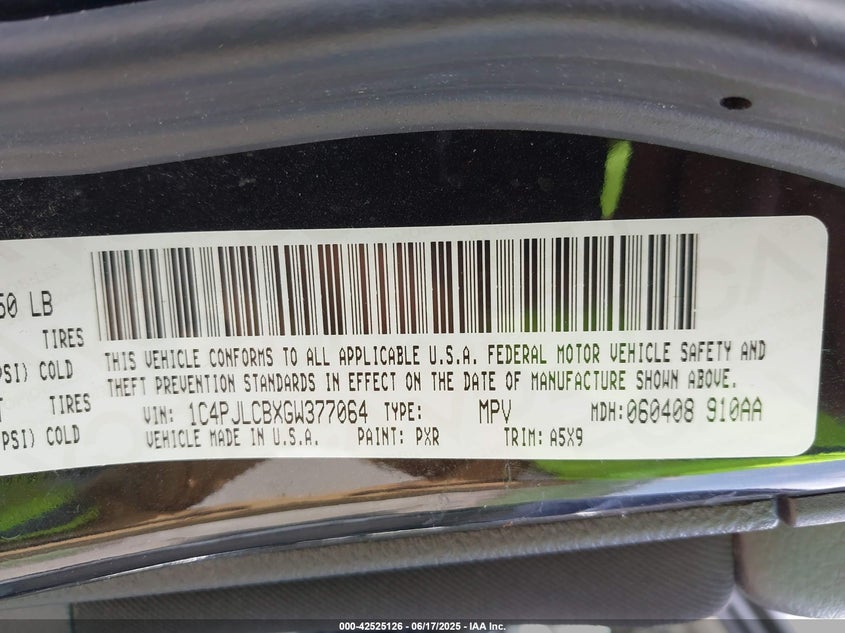 50 LB
TIRES
PSI) COLD
TIRES
PSI) COLD
THIS VEHICLE CONFORMS TO ALL APPLICABLE U.S.A. FEDERAL MOTOR VEHICLE SAFETY AND
THEFT PREVENTION STANDARDS IN EFFECT ON THE DATE OF MANUFACTURE SHOWN ABOVE.
VIN: 1C4PJLCBXGW377064 TYPE: MPV MDH:060408 910AA
VEHICLE MADE IN U.S.A. PAINT: PXR TRIM: A5X9
000-42525126 - 06/17/2025 - IAA Inc.